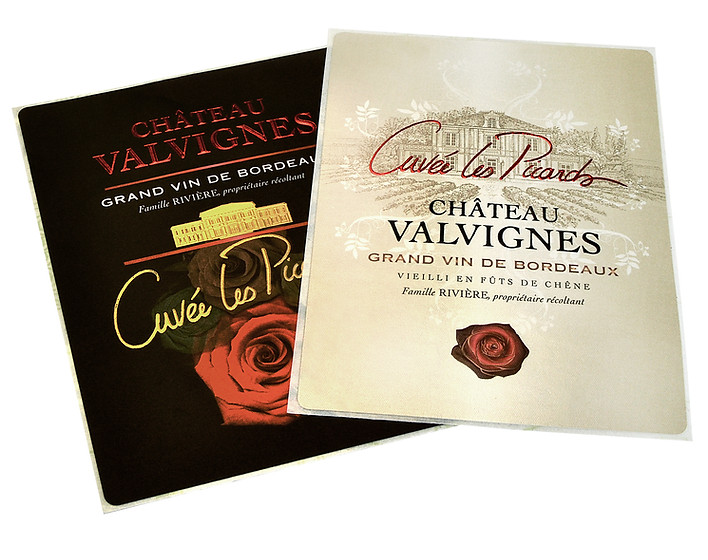 CHÂTEAU
VALVIGNES
GRAND VIN DE BORDEAUX
Famille RIVIÈRE, propriétaire récoltant
Cuvée Les Pica
Cuvée Les Picards
CHÂTEAU
VALVIGNES
GRAND VIN DE BORDEAUX
VIEILLI EN FÛTS DE CHÊNE
Famille RIVIÈRE, propriétaire récoltant